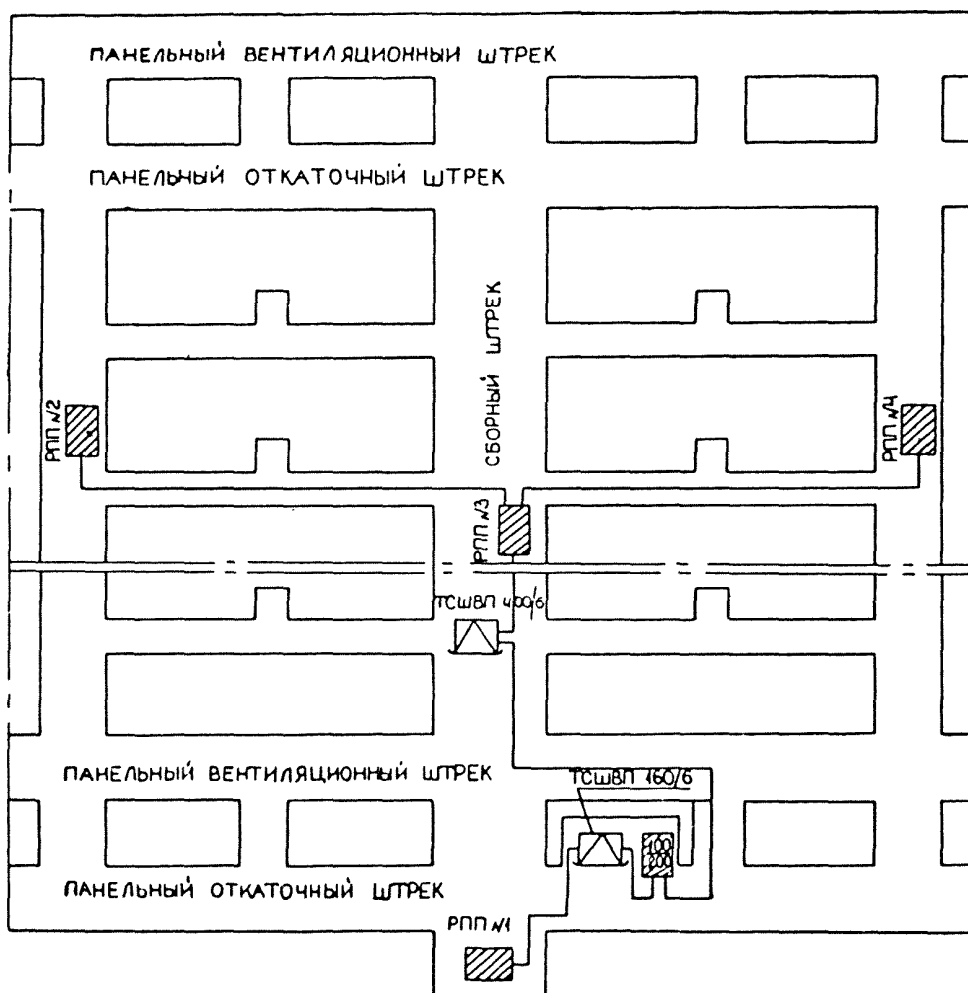 ПАНЕЛЬНЫЙ ВЕНТИЛЯЦИОННЫЙ ШТРЕК
ПАНЕЛЬНЫЙ ОТКАТОЧНЫЙ ШТРЕК
СБОРНЫЙ ШТРЕК
РПП №2
РПП №4
РПП №3
ТСШВП 400/6
ПАНЕЛЬНЫЙ ВЕНТИЛЯЦИОННЫЙ ШТРЕК
ТСШВП 160/6
100
200
ПАНЕЛЬНЫЙ ОТКАТОЧНЫЙ ШТРЕК
РПП №1